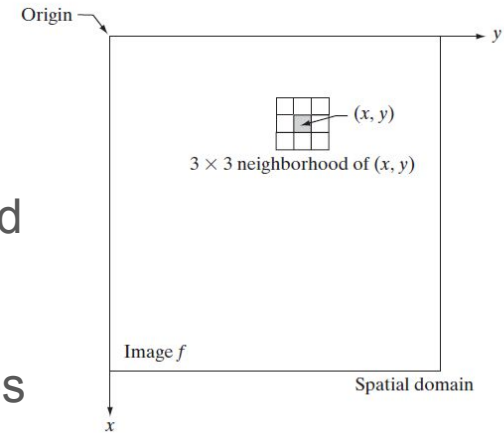 Origin
y
(x, y)
3 × 3 neighborhood of (x, y)
d
Image f
s
Spatial domain
x